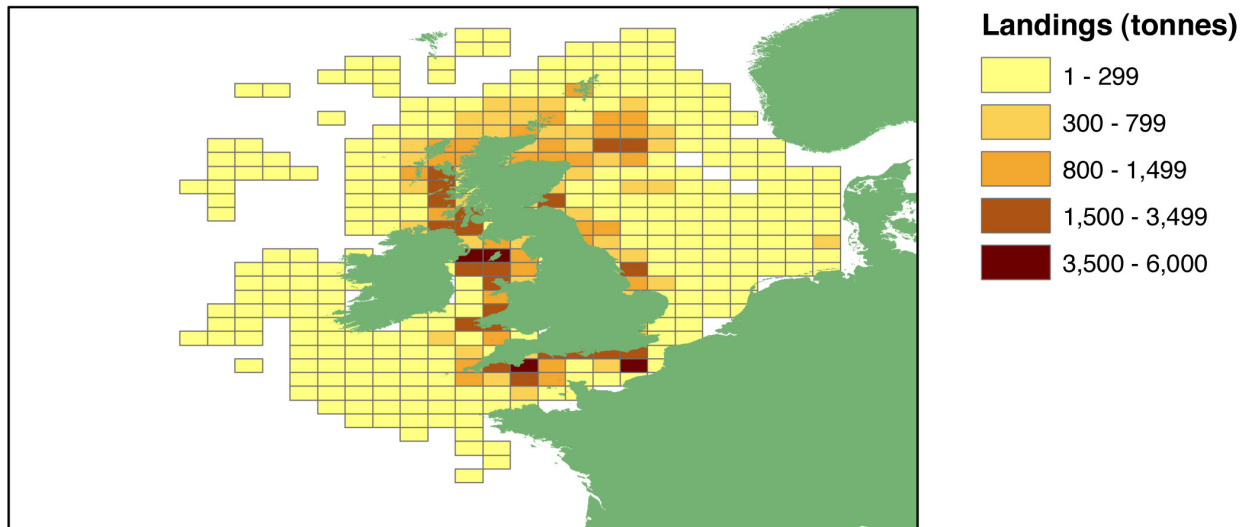 Landings (tonnes)
1 - 299
300 - 799
800 - 1,499
1,500 - 3,499
3,500 - 6,000